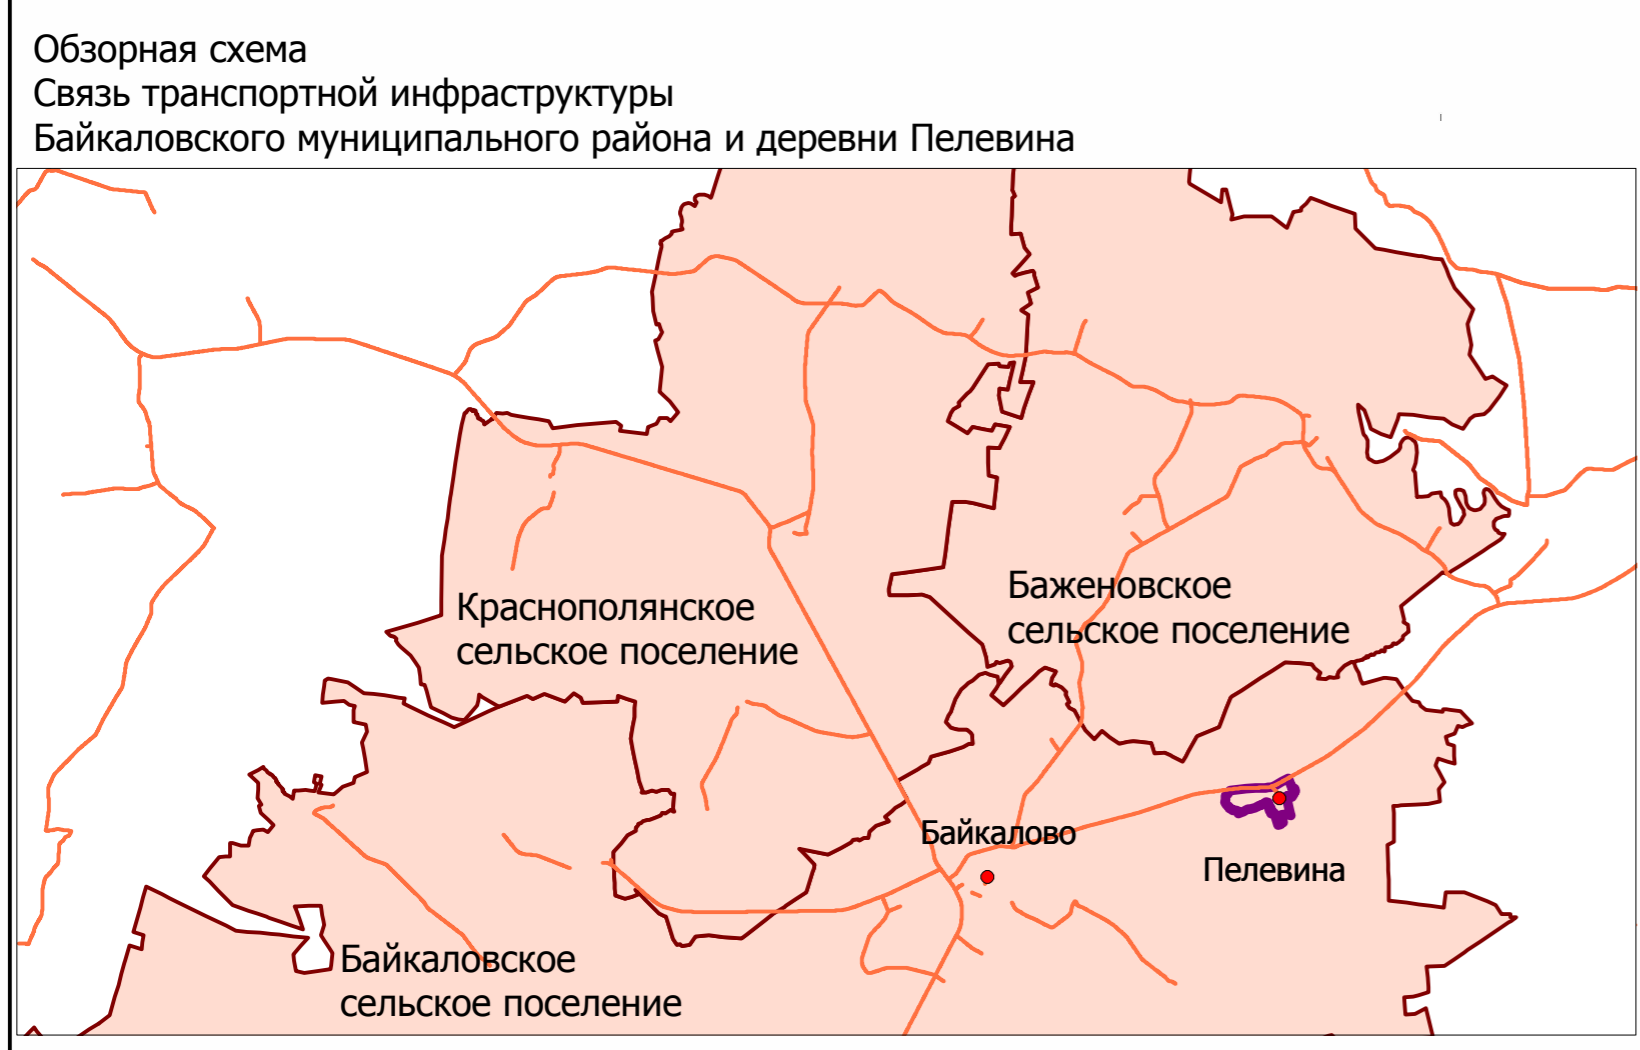 Обзорная схема
Связь транспортной инфраструктуры
Байкаловского муниципального района и деревни Пелевина
Баженовское
сельское поселение
Краснополянское
сельское поселение
Байкалово
Пелевина
Байкаловское
сельское поселение